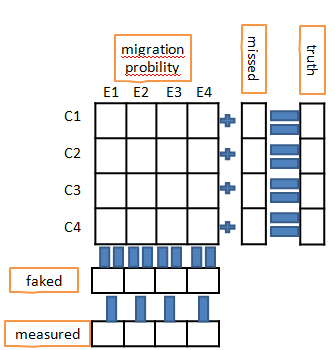 migration
probility
missed
truth
E1 E2 E3 E4
C1
C2
C3
C4
faked
measured